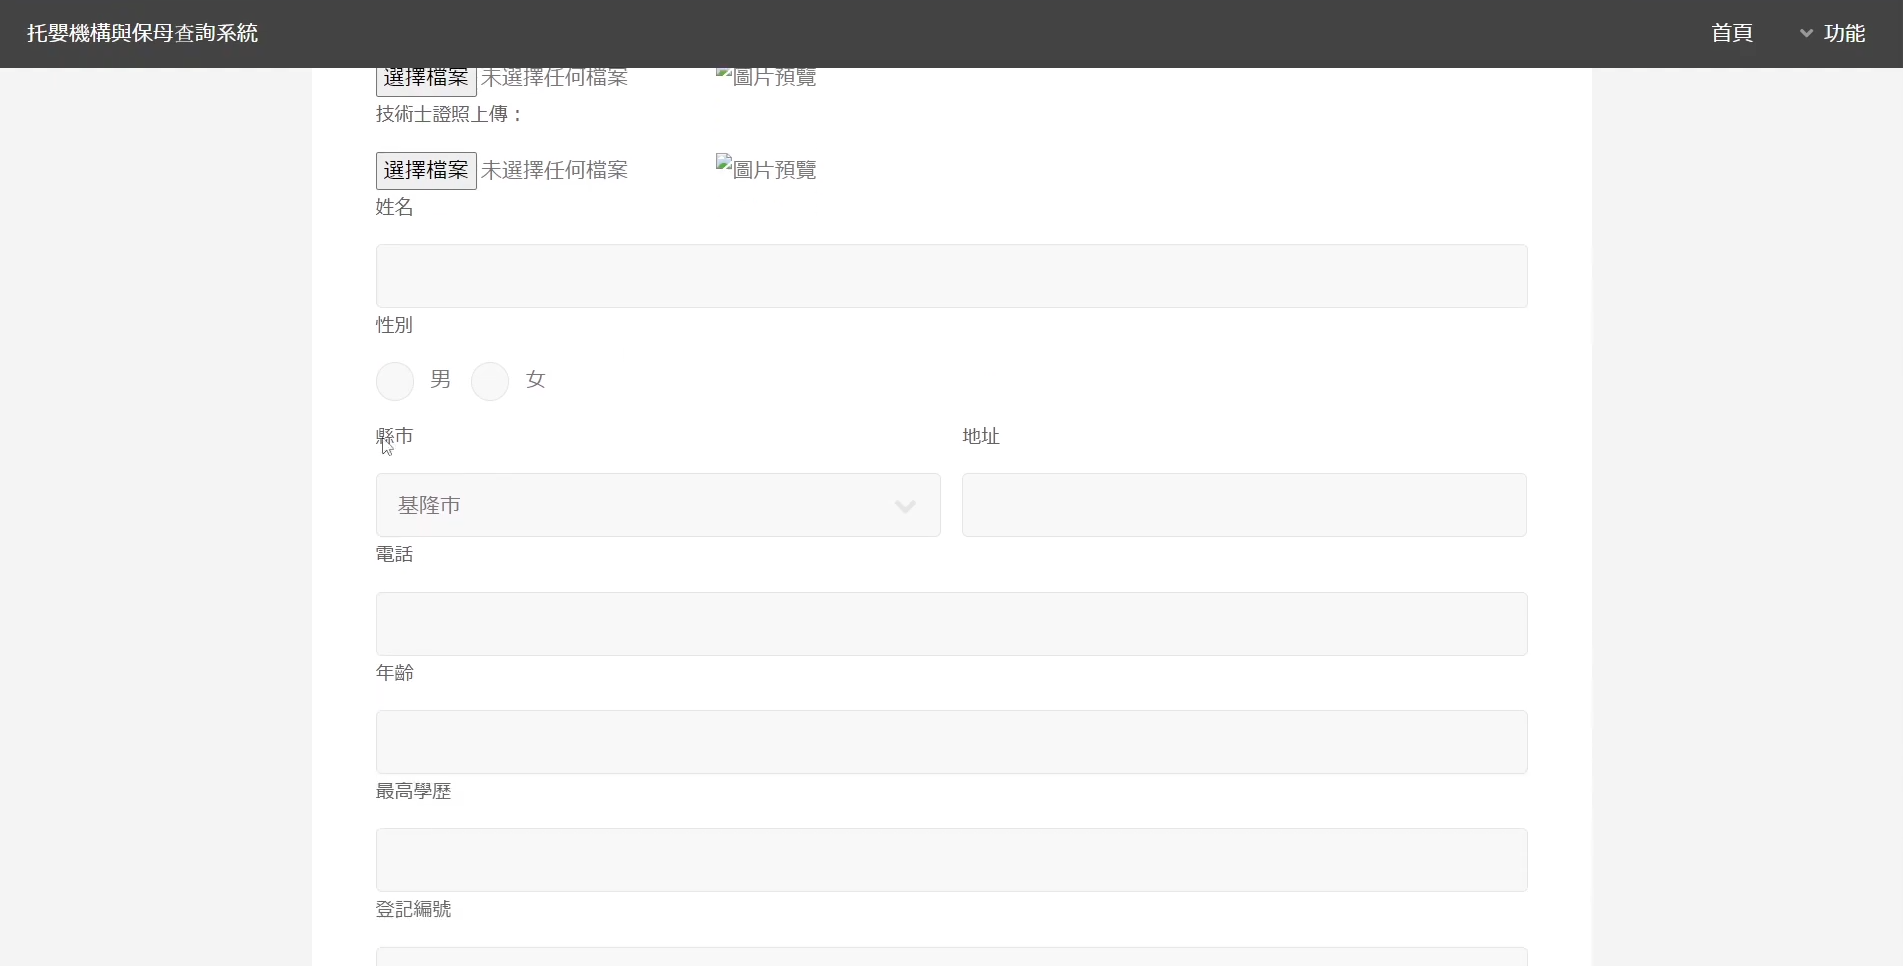 托嬰機構與保母查詢系統 首頁 功能
選擇檔案 未選擇任何檔案 圖片預覽
技術士證照上傳：
選擇檔案 未選擇任何檔案 圖片預覽
姓名
性別
男 女
縣市 地址
基隆市
電話
年齡
最高學歷
登記編號